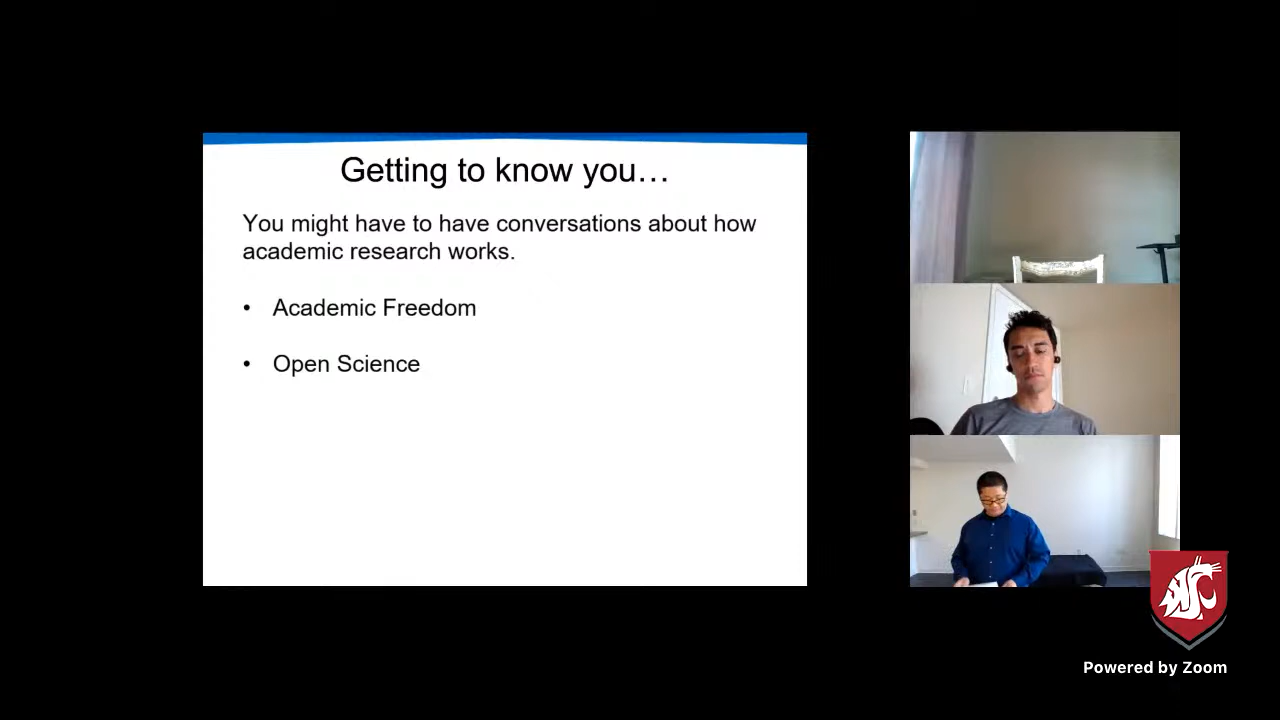 Getting to know you…
You might have to have conversations about how
academic research works.
• Academic Freedom
• Open Science
Powered by Zoom